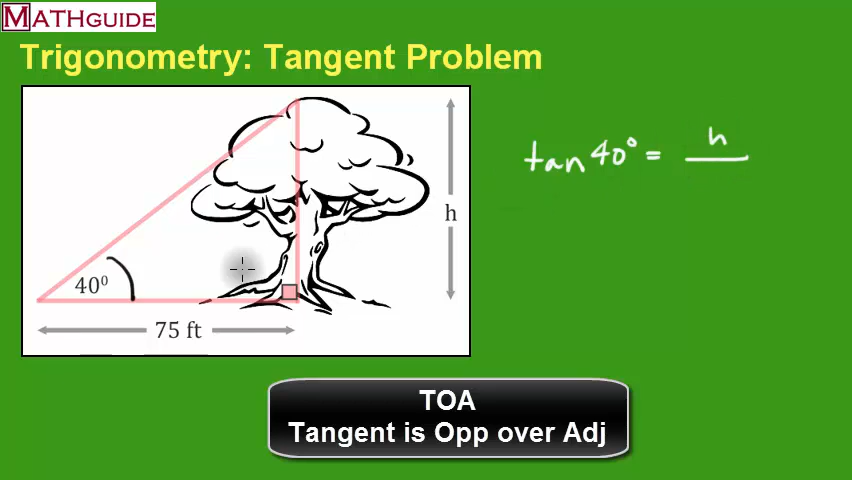 MATHGUIDE
Trigonometry: Tangent Problem
tan 40° = h
h
40⁰
75 ft
TOA
Tangent is Opp over Adj